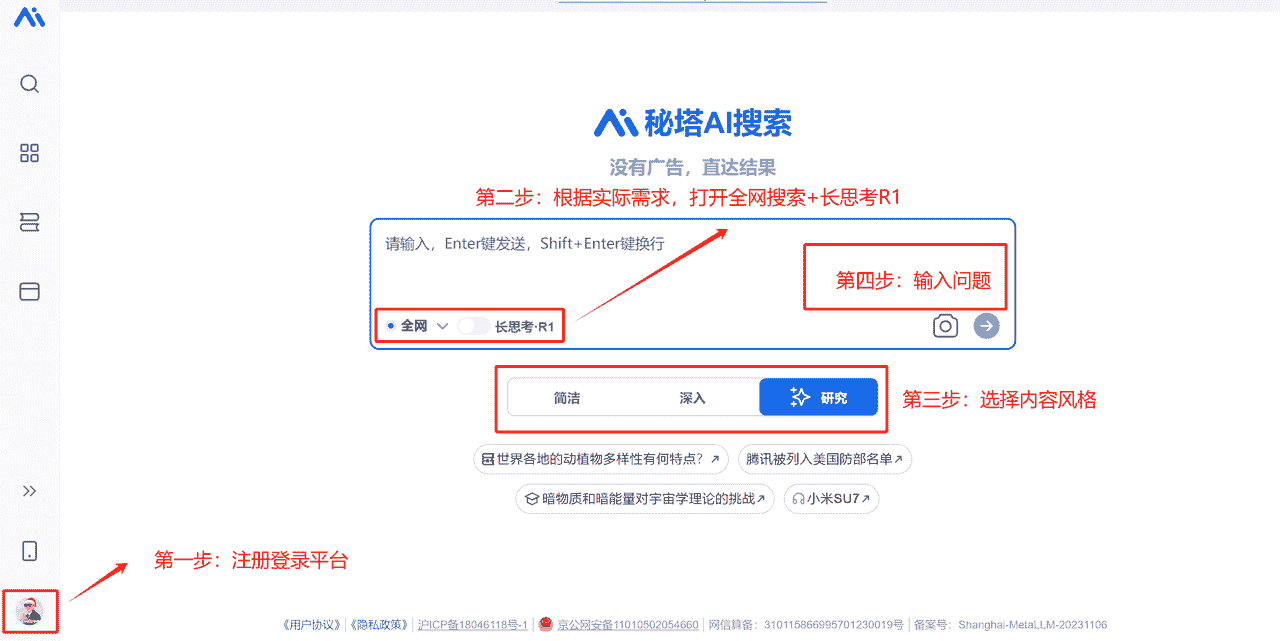 秘塔AI搜索
没有广告，直达结果
第二步：根据实际需求，打开全网搜索+长思考R1
请输入，Enter键发送，Shift+Enter键换行
第四步：输入问题
全网 长思考·R1
简洁 深入 研究
第三步：选择内容风格
世界各地的动植物多样性有何特点？↗ 腾讯被列入美国防部名单↗
暗物质和暗能量对宇宙学理论的挑战↗ 小米SU7↗
第一步：注册登录平台
《用户协议》 《隐私政策》 沪ICP备18046118号-1 京公网安备11010502054660 网信算备：310115866995701230019号 备案号：Shanghai-MetaLLM-20231106